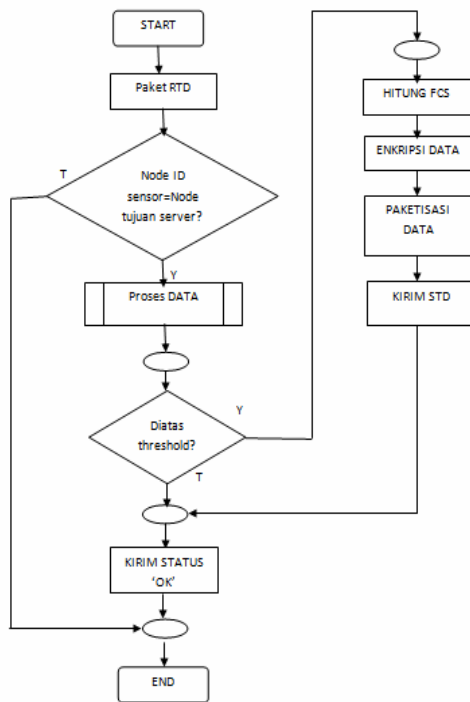 START
Paket RTD
T
Node ID
sensor=Node
tujuan server?
Y
Proses DATA
Y
Diatas
threshold?
T
KIRIM STATUS
‘OK’
END
HITUNG FCS
ENKRIPSI DATA
PAKETISASI
DATA
KIRIM STD